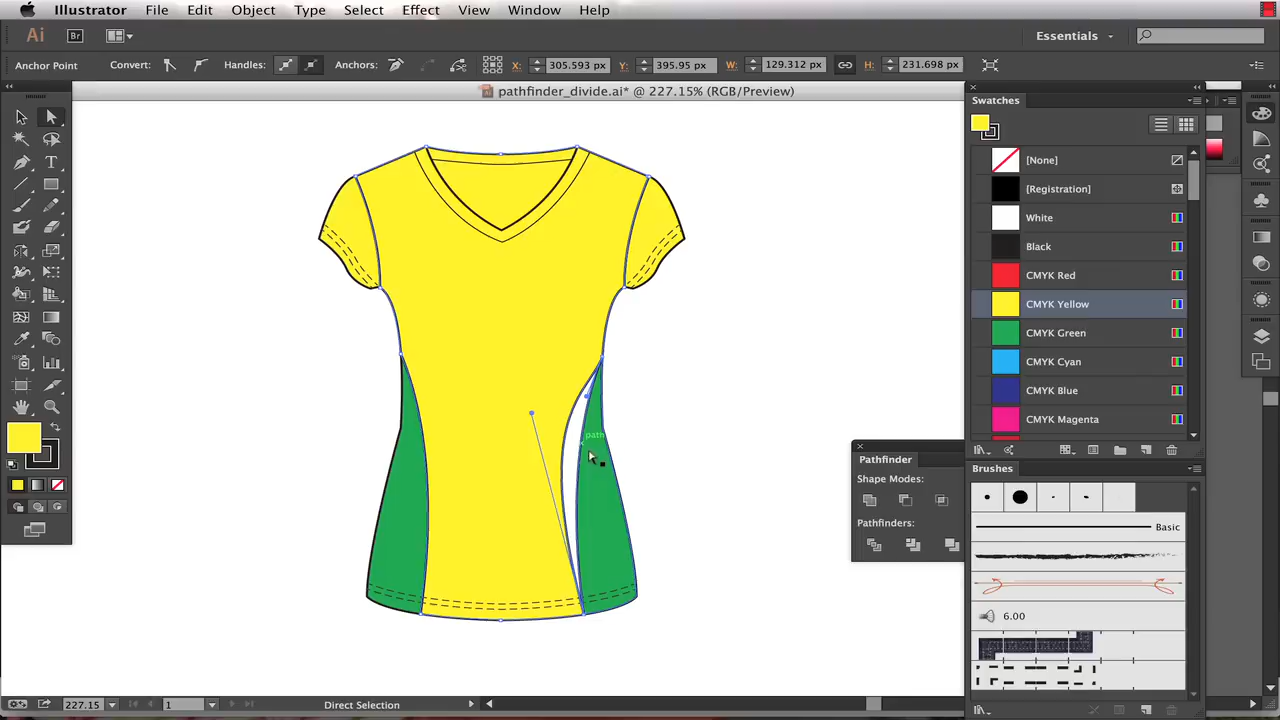 Illustrator File Edit Object Type Select Effect View Window Help
Ai Br Essentials
Anchor Point Convert: Handles: Anchors: X: 305.593 px Y: 395.95 px W: 129.312 px H: 231.698 px
pathfinder_divide.ai* @ 227.15% (RGB/Preview)
Swatches
[None]
[Registration]
White
Black
CMYK Red
CMYK Yellow
CMYK Green
CMYK Cyan
CMYK Blue
CMYK Magenta
path
Pathfinder
Shape Modes:
Pathfinders:
Brushes
Basic
6.00
227.15 1 Direct Selection